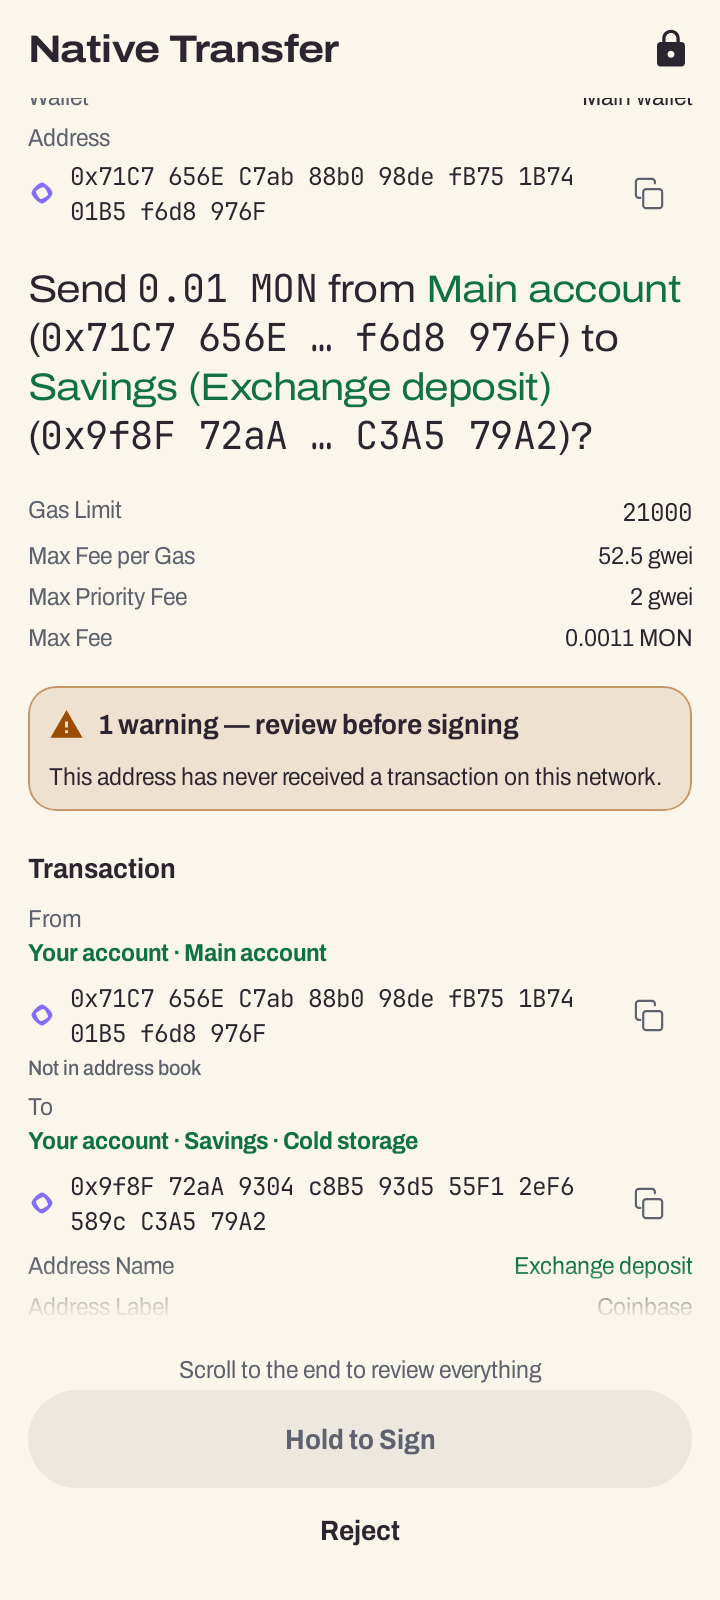 Native Transfer
Wallet Main wallet
Address
0x71C7 656E C7ab 88b0 98de fB75 1B74
01B5 f6d8 976F
Send 0.01 MON from Main account
(0x71C7 656E … f6d8 976F) to
Savings (Exchange deposit)
(0x9f8F 72aA … C3A5 79A2)?
Gas Limit 21000
Max Fee per Gas 52.5 gwei
Max Priority Fee 2 gwei
Max Fee 0.0011 MON
1 warning — review before signing
This address has never received a transaction on this network.
Transaction
From
Your account · Main account
0x71C7 656E C7ab 88b0 98de fB75 1B74
01B5 f6d8 976F
Not in address book
To
Your account · Savings · Cold storage
0x9f8F 72aA 9304 c8B5 93d5 55F1 2eF6
589c C3A5 79A2
Address Name Exchange deposit
Address Label Coinbase
Scroll to the end to review everything
Hold to Sign
Reject